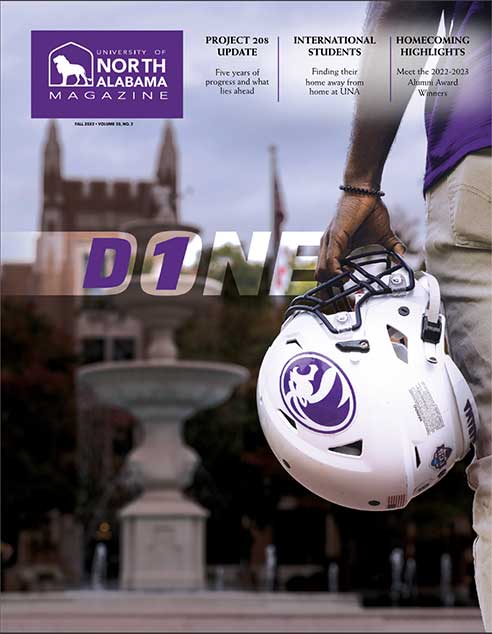 UNIVERSITY OF
NORTH
ALABAMA
MAGAZINE
FALL 2022 • VOLUME 30, NO. 2
PROJECT 208
UPDATE
Five years of
progress and what
lies ahead
INTERNATIONAL
STUDENTS
Finding their
home away from
home at UNA
HOMECOMING
HIGHLIGHTS
Meet the 2022-2023
Alumni Award
Winners
D1ONE